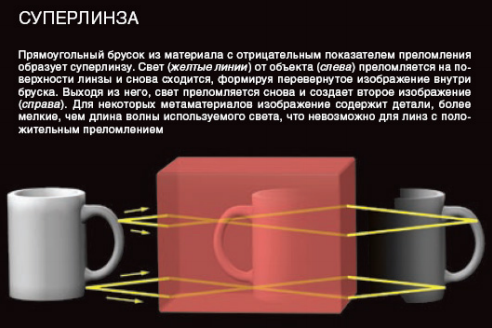 СУПЕРЛИНЗА
Прямоугольный брусок из материала с отрицательным показателем преломления
образует суперлинзу. Свет (желтые линии) от объекта (слева) преломляется на по-
верхности линзы и снова сходится, формируя перевернутое изображение внутри
бруска. Выходя из него, свет преломляется снова и создает второе изображение
(справа). Для некоторых метаматериалов изображение содержит детали, более
мелкие, чем длина волны используемого света, что невозможно для линз с поло-
жительным преломлением